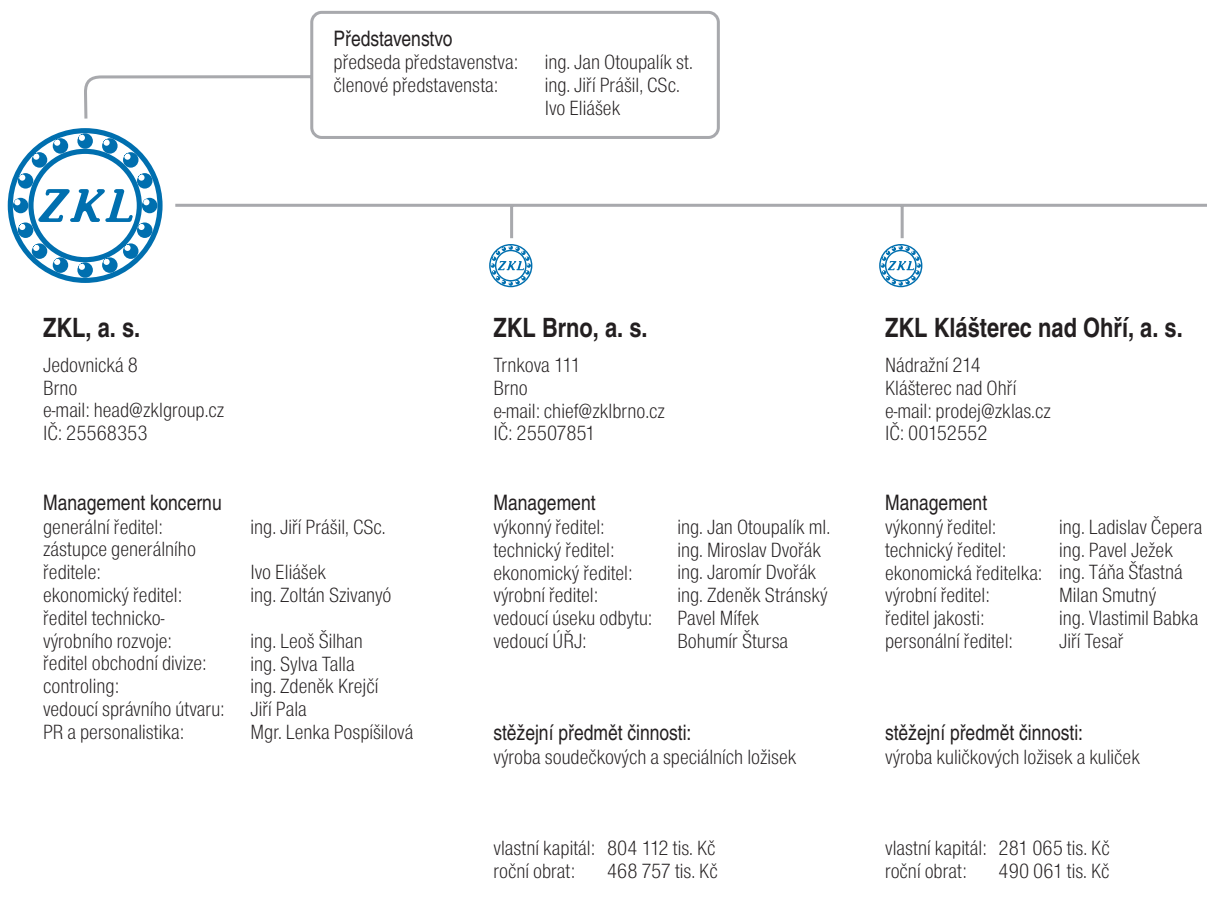 Představenstvo
předseda představenstva: ing. Jan Otoupalík st.
členové představensta: ing. Jiří Prášil, CSc.
Ivo Eliášek
ZKL
ZKL
ZKL
ZKL, a. s.
Jedovnická 8
Brno
e-mail: head@zklgroup.cz
IČ: 25568353
Management koncernu
generální ředitel: ing. Jiří Prášil, CSc.
zástupce generálního
ředitele: Ivo Eliášek
ekonomický ředitel: ing. Zoltán Szivanyó
ředitel technicko-
výrobního rozvoje: ing. Leoš Šilhan
ředitel obchodní divize: ing. Sylva Talla
controling: ing. Zdeněk Krejčí
vedoucí správního útvaru: Jiří Pala
PR a personalistika: Mgr. Lenka Pospíšilová
ZKL Brno, a. s.
Trnkova 111
Brno
e-mail: chief@zklbrno.cz
IČ: 25507851
Management
výkonný ředitel: ing. Jan Otoupalík ml.
technický ředitel: ing. Miroslav Dvořák
ekonomický ředitel: ing. Jaromír Dvořák
výrobní ředitel: ing. Zdeněk Stránský
vedoucí úseku odbytu: Pavel Mífek
vedoucí ÚŘJ: Bohumír Štursa
stěžejní předmět činnosti:
výroba soudečkových a speciálních ložisek
vlastní kapitál: 804 112 tis. Kč
roční obrat: 468 757 tis. Kč
ZKL Klášterec nad Ohří, a. s.
Nádražní 214
Klášterec nad Ohří
e-mail: prodej@zklas.cz
IČ: 00152552
Management
výkonný ředitel: ing. Ladislav Čepera
technický ředitel: ing. Pavel Ježek
ekonomická ředitelka: ing. Táňa Šťastná
výrobní ředitel: Milan Smutný
ředitel jakosti: ing. Vlastimil Babka
personální ředitel: Jiří Tesař
stěžejní předmět činnosti:
výroba kuličkových ložisek a kuliček
vlastní kapitál: 281 065 tis. Kč
roční obrat: 490 061 tis. Kč